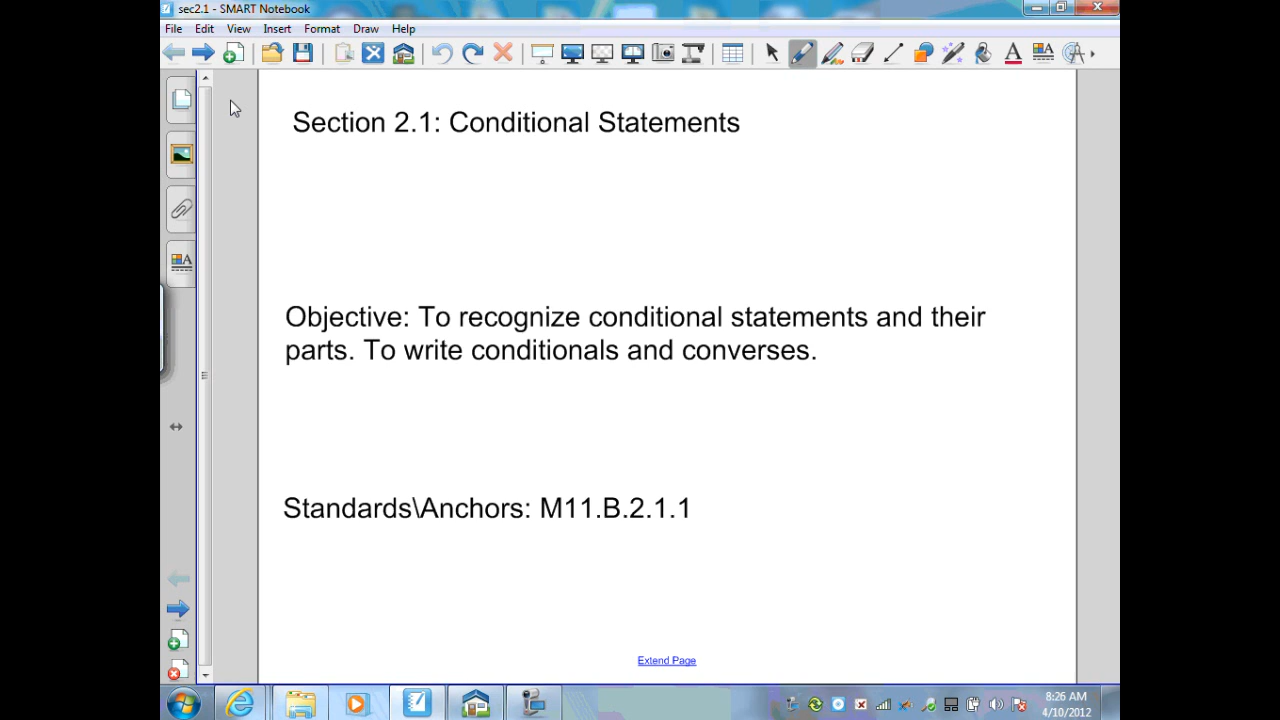 sec2.1 - SMART Notebook
File Edit View Insert Format Draw Help
Section 2.1: Conditional Statements
Objective: To recognize conditional statements and their
parts. To write conditionals and converses.
Standards\Anchors: M11.B.2.1.1
Extend Page
8:26 AM
4/10/2012